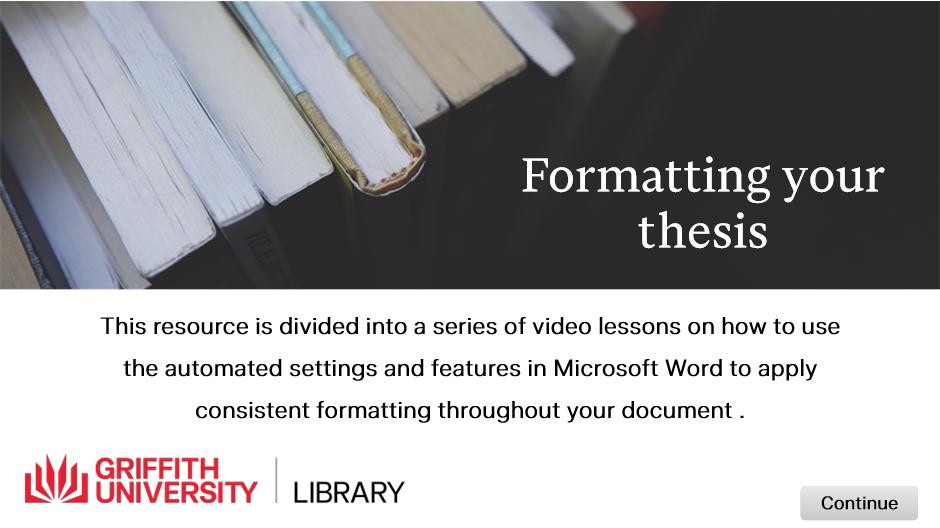 Formatting your
thesis
This resource is divided into a series of video lessons on how to use
the automated settings and features in Microsoft Word to apply
consistent formatting throughout your document .
GRIFFITH
UNIVERSITY
LIBRARY
Continue